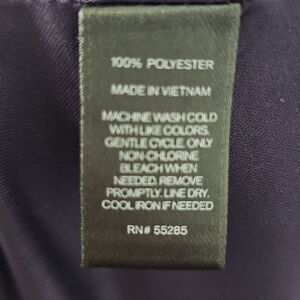 100% POLYESTER
MADE IN VIETNAM
MACHINE WASH COLD
WITH LIKE COLORS.
GENTLE CYCLE. ONLY
NON-CHLORINE
BLEACH WHEN
NEEDED. REMOVE
PROMPTLY. LINE DRY.
COOL IRON IF NEEDED
RN# 55285